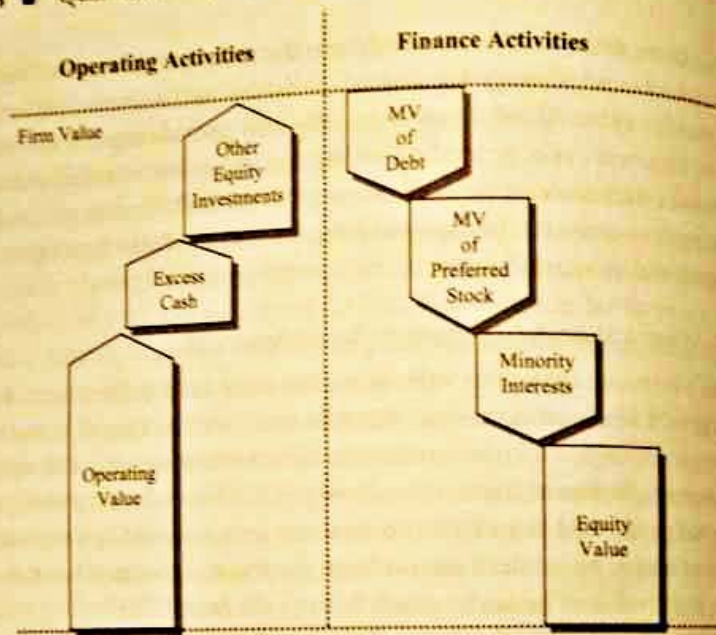 Operating Activities
Finance Activities
Firm Value
Other
Equity
Investments
Excess
Cash
Operating
Value
MV
of
Debt
MV
of
Preferred
Stock
Minority
Interests
Equity
Value